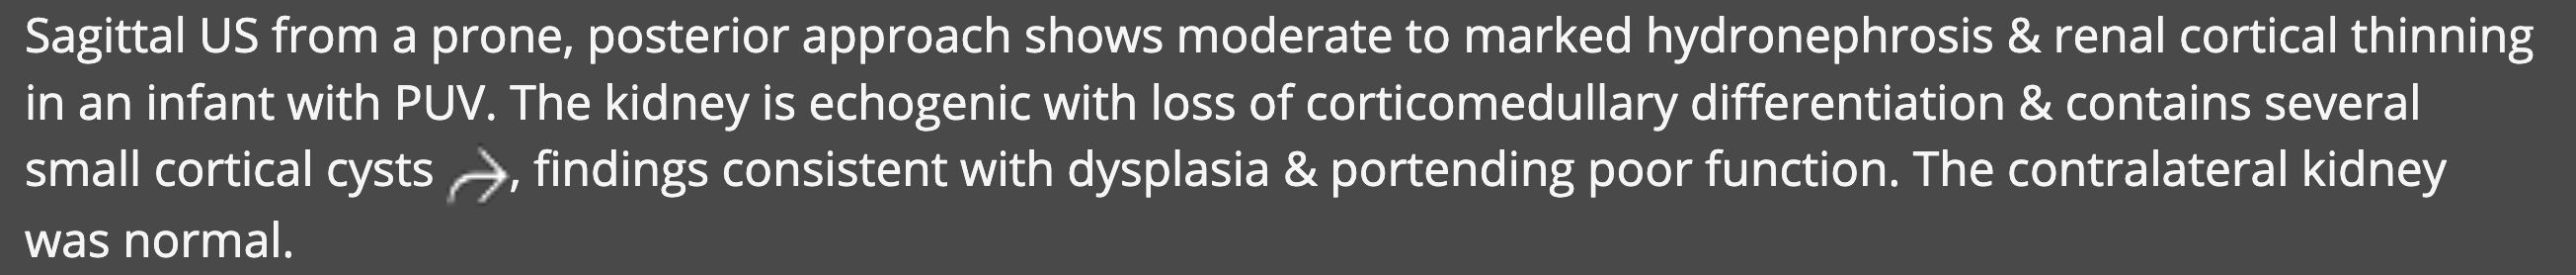 Sagittal US from a prone, posterior approach shows moderate to marked hydronephrosis & renal cortical thinning
in an infant with PUV. The kidney is echogenic with loss of corticomedullary differentiation & contains several
small cortical cysts , findings consistent with dysplasia & portending poor function. The contralateral kidney
was normal.